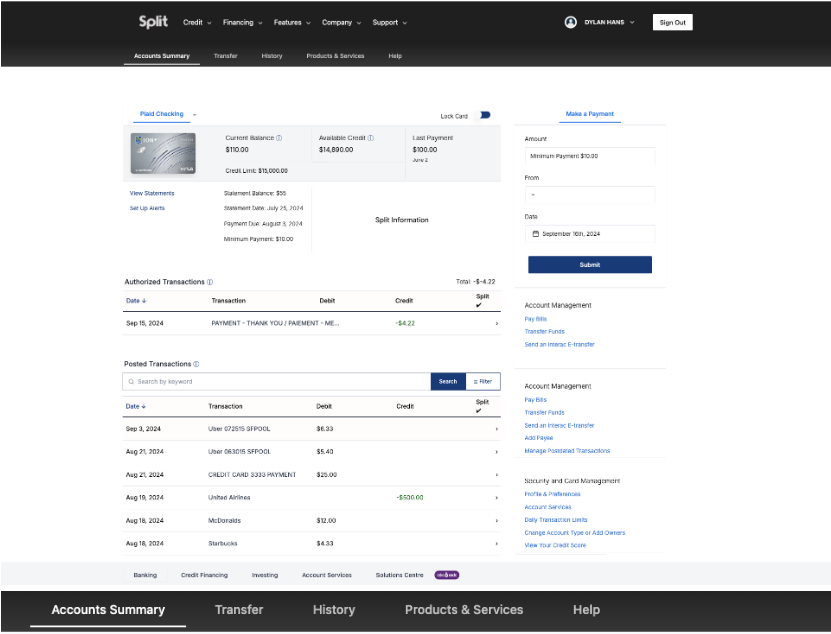 Split Credit Financing Features Company Support DYLAN HANS Sign Out
Accounts Summary Transfer History Products & Services Help
Plaid Checking
Lock Card
Make a Payment
Current Balance Available Credit Last Payment
$110.00 $14,890.00 $100.00
June 2
Credit Limit: $15,000.00
View Statements
Set Up Alerts
Statement Balance: $55
Statement Date: July 25, 2024
Payment Due: August 3, 2024
Minimum Payment: $10.00
Split Information
Amount
Minimum Payment $10.00
From
Date
September 16th, 2024
Submit
Authorized Transactions Total: -$-4.22
Date ↓ Transaction Debit Credit Split ✔
Sep 15, 2024 PAYMENT - THANK YOU / PAIEMENT - ME... -$4.22 ›
Posted Transactions
Search by keyword Search Filter
Date ↓ Transaction Debit Credit Split ✔
Sep 3, 2024 Uber 072515 SFPOOL $6.33 ›
Aug 21, 2024 Uber 063015 SFPOOL $5.40 ›
Aug 21, 2024 CREDIT CARD 3333 PAYMENT $25.00 ›
Aug 19, 2024 United Airlines -$500.00 ›
Aug 18, 2024 McDonalds $12.00 ›
Aug 18, 2024 Starbucks $4.33 ›
Account Management
Pay Bills
Transfer Funds
Send an Interac E-transfer
Account Management
Pay Bills
Transfer Funds
Send an Interac E-transfer
Add Payee
Manage Postdated Transactions
Security and Card Management
Profile & Preferences
Account Services
Daily Transaction Limits
Change Account Type or Add Owners
View Your Credit Score
Banking Credit Financing Investing Account Services Solutions Centre
Accounts Summary Transfer History Products & Services Help